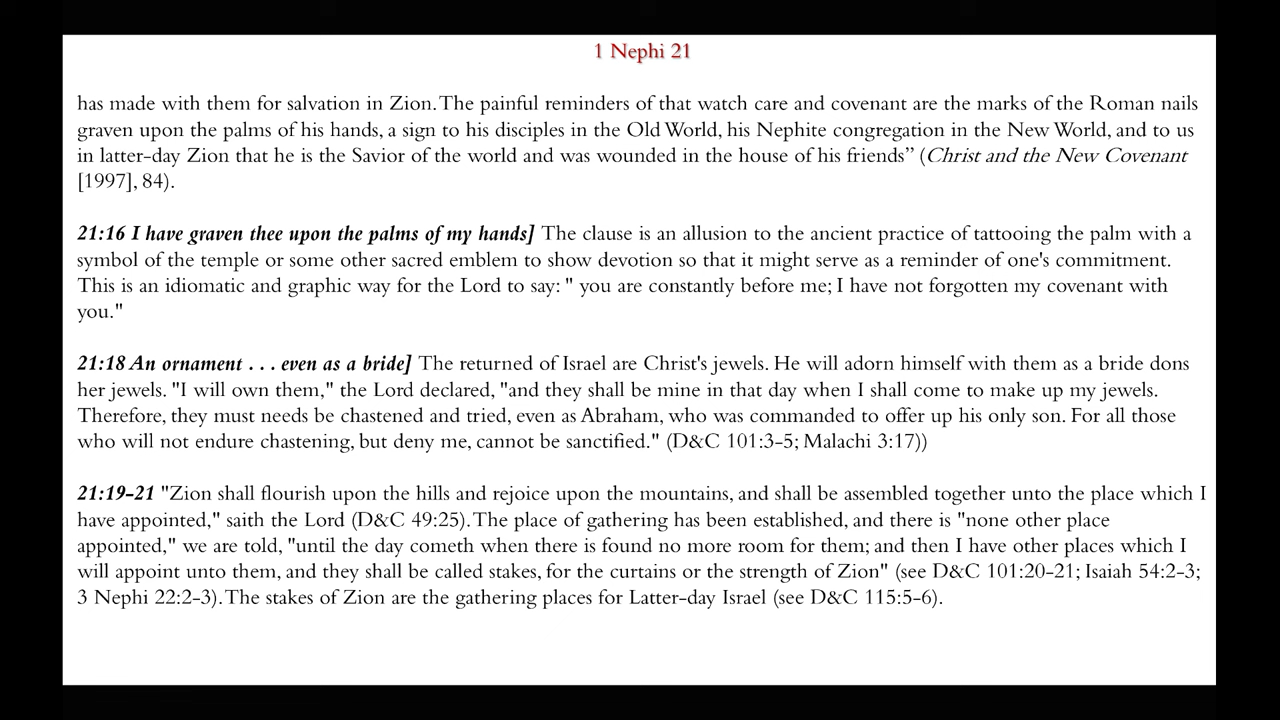 1 Nephi 21
has made with them for salvation in Zion. The painful reminders of that watch care and covenant are the marks of the Roman nails
graven upon the palms of his hands, a sign to his disciples in the Old World, his Nephite congregation in the New World, and to us
in latter-day Zion that he is the Savior of the world and was wounded in the house of his friends” (Christ and the New Covenant
[1997], 84).
21:16 I have graven thee upon the palms of my hands] The clause is an allusion to the ancient practice of tattooing the palm with a
symbol of the temple or some other sacred emblem to show devotion so that it might serve as a reminder of one's commitment.
This is an idiomatic and graphic way for the Lord to say: " you are constantly before me; I have not forgotten my covenant with
you."
21:18 An ornament . . . even as a bride] The returned of Israel are Christ's jewels. He will adorn himself with them as a bride dons
her jewels. "I will own them," the Lord declared, "and they shall be mine in that day when I shall come to make up my jewels.
Therefore, they must needs be chastened and tried, even as Abraham, who was commanded to offer up his only son. For all those
who will not endure chastening, but deny me, cannot be sanctified." (D&C 101:3-5; Malachi 3:17))
21:19-21 "Zion shall flourish upon the hills and rejoice upon the mountains, and shall be assembled together unto the place which I
have appointed," saith the Lord (D&C 49:25). The place of gathering has been established, and there is "none other place
appointed," we are told, "until the day cometh when there is found no more room for them; and then I have other places which I
will appoint unto them, and they shall be called stakes, for the curtains or the strength of Zion" (see D&C 101:20-21; Isaiah 54:2-3;
3 Nephi 22:2-3). The stakes of Zion are the gathering places for Latter-day Israel (see D&C 115:5-6).